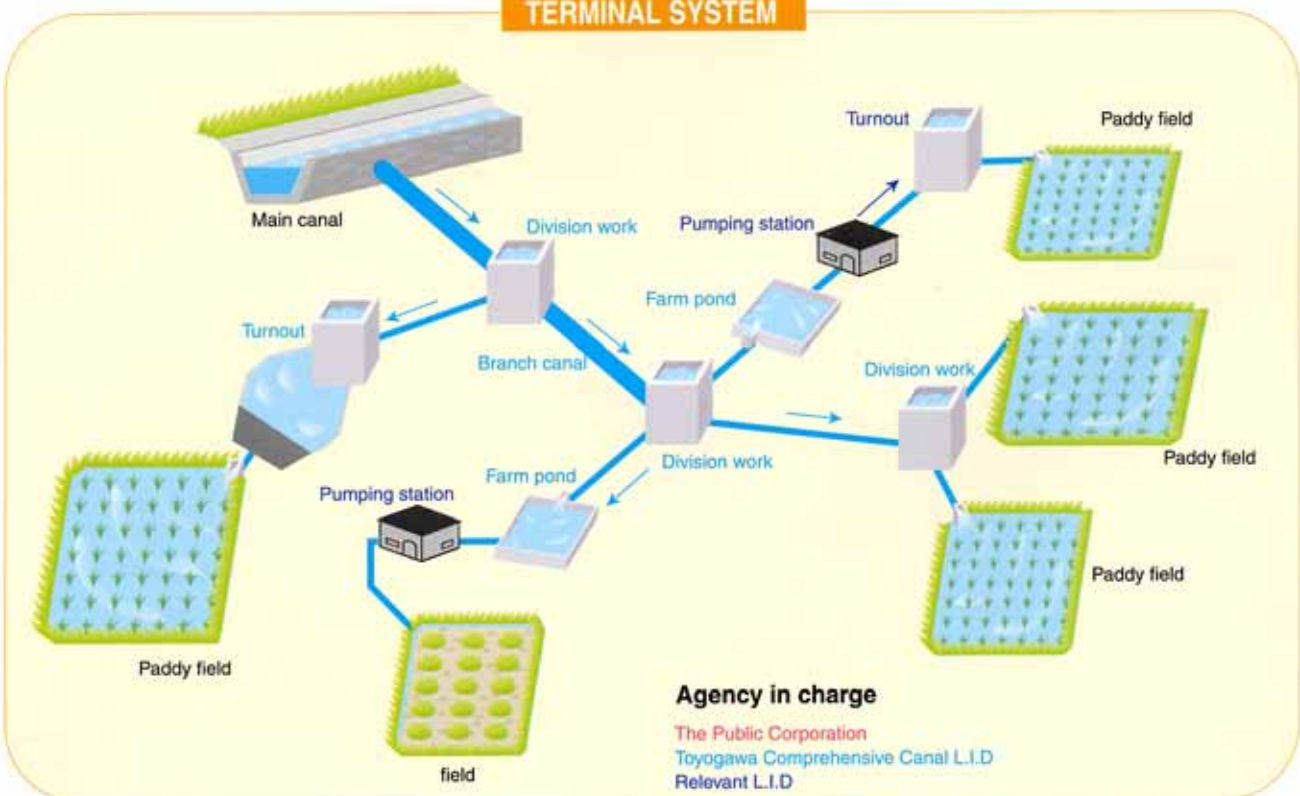 TERMINAL SYSTEM
Main canal
Division work
Turnout
Paddy field
Pumping station
Farm pond
Turnout
Branch canal
Division work
Paddy field
Division work
Farm pond
Pumping station
Paddy field
Paddy field
field
Agency in charge
The Public Corporation
Toyogawa Comprehensive Canal L.I.D
Relevant L.I.D